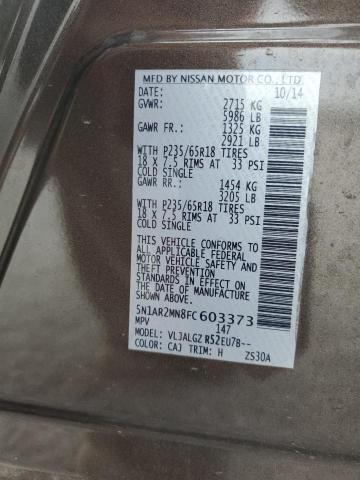 MFD BY NISSAN MOTOR CO., LTD
DATE: 10/14
GVWR: 2715 KG
5986 LB
GAWR FR.: 1325 KG
2921 LB
WITH P235/65R18 TIRES
18 X 7.5 RIMS AT 33 PSI
COLD SINGLE
GAWR RR.: 1454 KG
3205 LB
WITH P235/65R18 TIRES
18 X 7.5 RIMS AT 33 PSI
COLD SINGLE
THIS VEHICLE CONFORMS TO
ALL APPLICABLE FEDERAL
MOTOR VEHICLE SAFETY AND
THEFT PREVENTION
STANDARDS IN EFFECT ON
THE DATE OF MANUFACTURE
SHOWN ABOVE.
5N1AR2MN8FC603373
MPV 147
MODEL: VLJALGZ R52EU7B--
COLOR: CAJ TRIM: H ZS30A